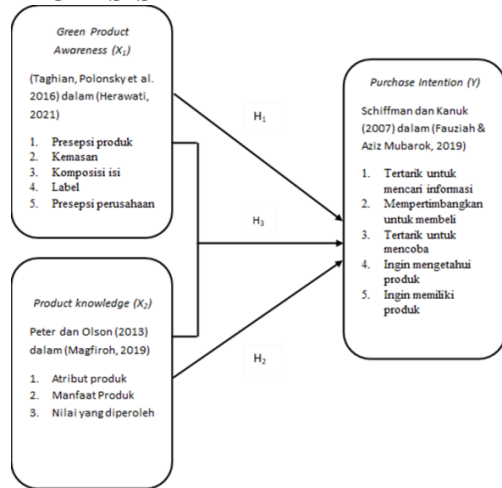 Green Product
Awareness (X1)
(Taghian, Polonsky et al.
2016) dalam (Herawati,
2021)
1. Presepsi produk
2. Kemasan
3. Komposisi isi
4. Label
5. Presepsi perusahaan
Product knowledge (X2)
Peter dan Olson (2013)
dalam (Magfiroh, 2019)
1. Atribut produk
2. Manfaat Produk
3. Nilai yang diperoleh
H1
H3
H2
Purchase Intention (Y)
Schiffman dan Kanuk
(2007) dalam (Fauziah &
Aziz Mubarok, 2019)
1. Tertarik untuk
mencari informasi
2. Mempertimbangkan
untuk membeli
3. Tertarik untuk
mencoba
4. Ingin mengetahui
produk
5. Ingin memiliki
produk